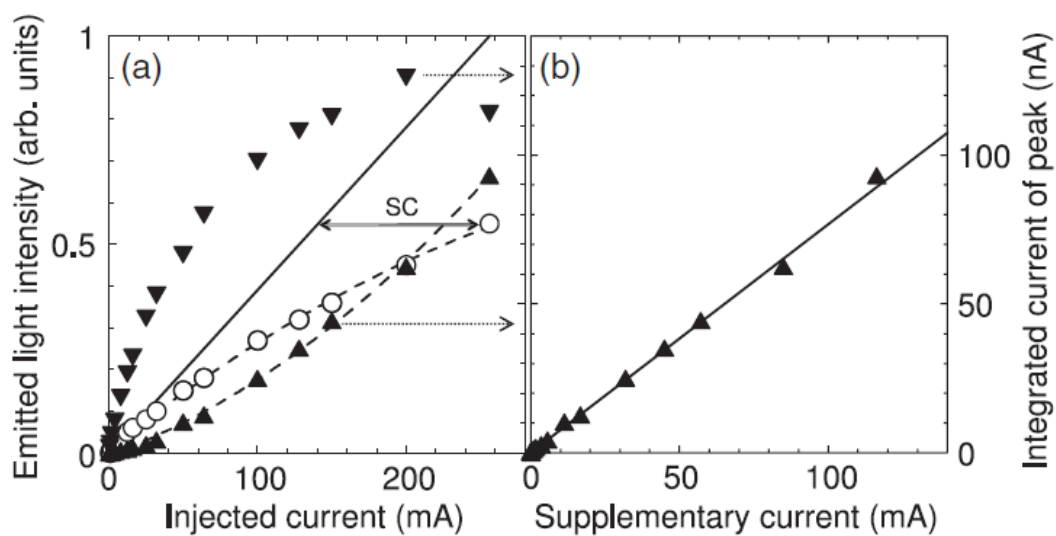 Emitted light intensity (arb. units)
1
0.5
0
(a)
SC
0
100
200
Injected current (mA)
(b)
0
50
100
Supplementary current (mA)
100
50
0
Integrated current of peak (nA)